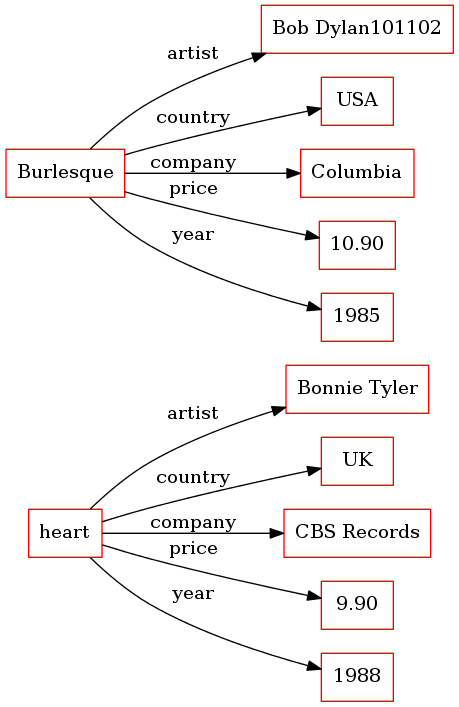 artist
Bob Dylan101102
country
USA
Burlesque
company
Columbia
price
10.90
year
1985
artist
Bonnie Tyler
country
UK
heart
company
CBS Records
price
9.90
year
1988